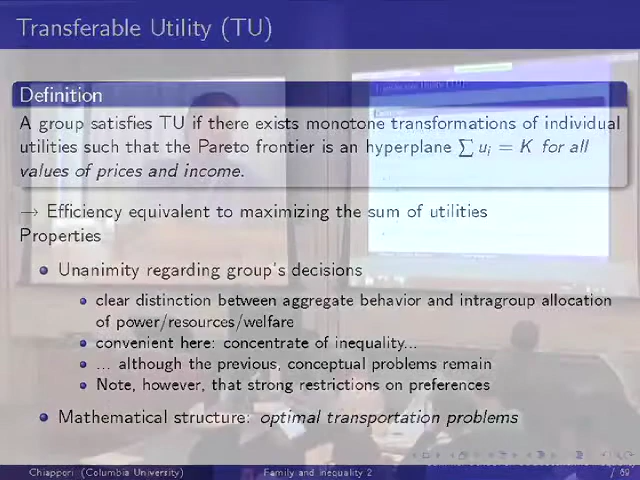 Transferable Utility (TU)
Definition
A group satisfies TU if there exists monotone transformations of individual
utilities such that the Pareto frontier is an hyperplane ∑ uᵢ = K for all
values of prices and income.
→ Efficiency equivalent to maximizing the sum of utilities
Properties
Unanimity regarding group's decisions
clear distinction between aggregate behavior and intragroup allocation
of power/resources/welfare
convenient here: concentrate of inequality...
... although the previous, conceptual problems remain
Note, however, that strong restrictions on preferences
Mathematical structure: optimal transportation problems
Chiappori (Columbia University)
Family and Inequality 2
/ 69